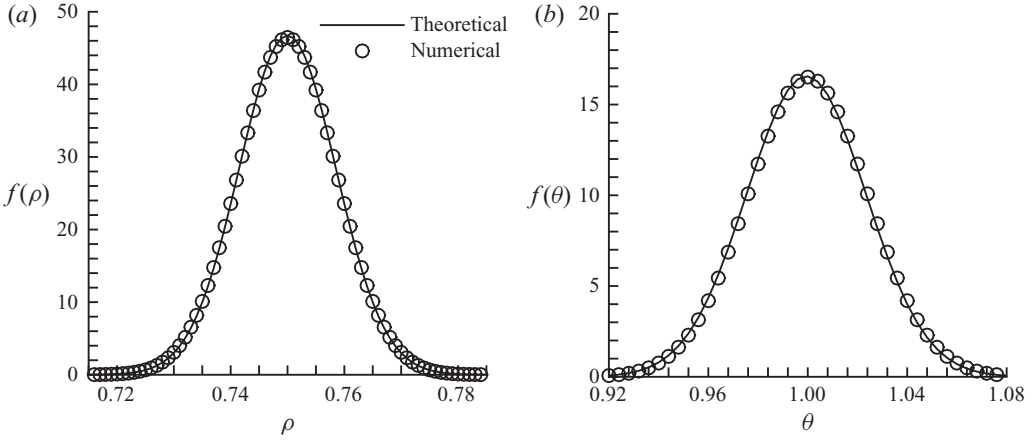 (a)
50
40
30
20
10
0
f(ρ)
0.72 0.74 0.76 0.78
ρ
Theoretical
Numerical
(b)
20
15
10
5
0
f(θ)
0.92 0.96 1.00 1.04 1.08
θ